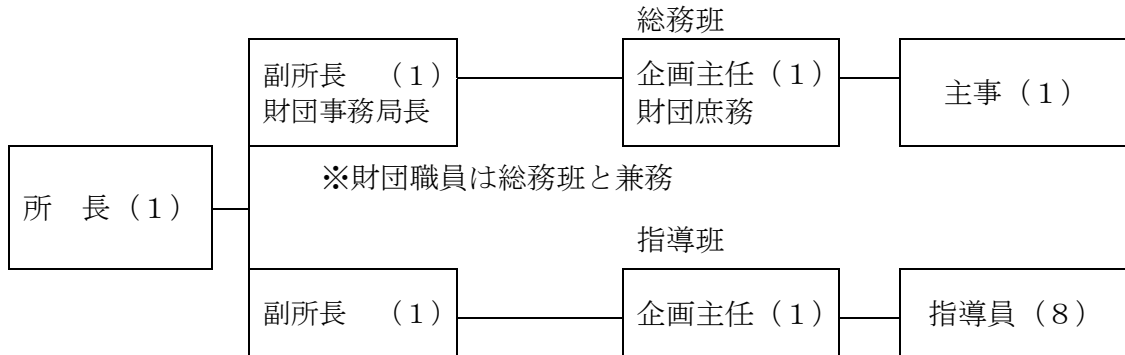 総務班
副所長　（１）
財団事務局長
企画主任（１）
財団庶務
主事（１）
※財団職員は総務班と兼務
所　長（１）
指導班
副所長　（１）
企画主任（１）
指導員（８）